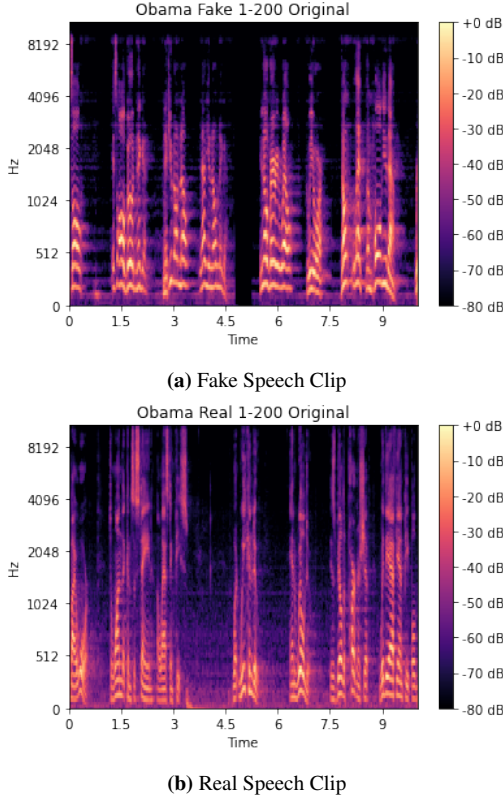 Obama Fake 1-200 Original
8192
4096
2048
1024
512
0
Hz
0 1.5 3 4.5 6 7.5 9
Time
+0 dB
-10 dB
-20 dB
-30 dB
-40 dB
-50 dB
-60 dB
-70 dB
-80 dB
(a) Fake Speech Clip
Obama Real 1-200 Original
8192
4096
2048
1024
512
0
Hz
0 1.5 3 4.5 6 7.5 9
Time
+0 dB
-10 dB
-20 dB
-30 dB
-40 dB
-50 dB
-60 dB
-70 dB
-80 dB
(b) Real Speech Clip